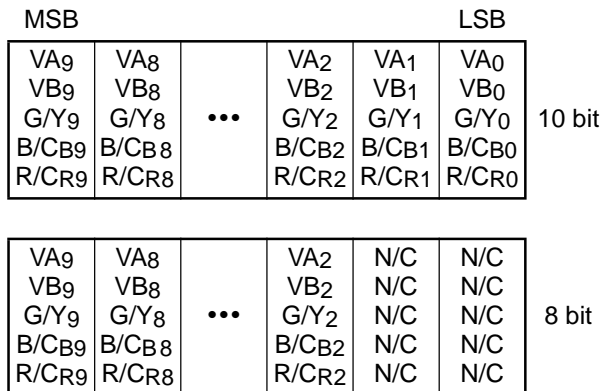 MSB LSB
VA9 VA8 VA2 VA1 VA0
VB9 VB8 VB2 VB1 VB0
G/Y9 G/Y8 ••• G/Y2 G/Y1 G/Y0 10 bit
B/CB9 B/CB8 B/CB2 B/CB1 B/CB0
R/CR9 R/CR8 R/CR2 R/CR1 R/CR0
VA9 VA8 VA2 N/C N/C
VB9 VB8 VB2 N/C N/C
G/Y9 G/Y8 ••• G/Y2 N/C N/C 8 bit
B/CB9 B/CB8 B/CB2 N/C N/C
R/CR9 R/CR8 R/CR2 N/C N/C